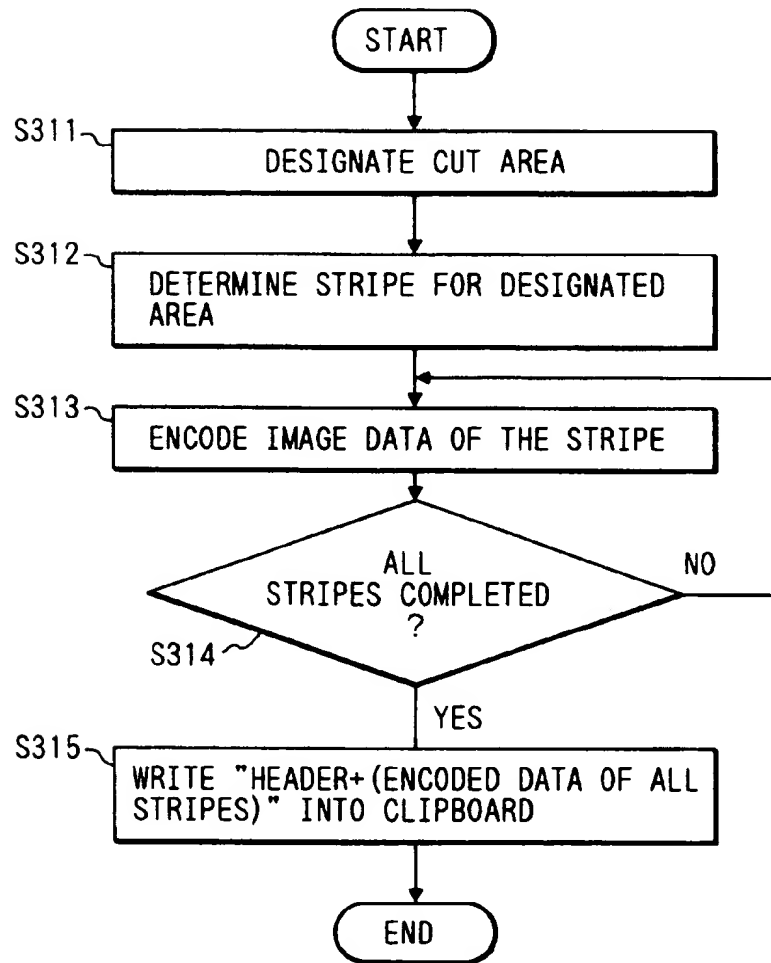 START
S311
DESIGNATE CUT AREA
S312
DETERMINE STRIPE FOR DESIGNATED
AREA
S313
ENCODE IMAGE DATA OF THE STRIPE
ALL
STRIPES COMPLETED
?
NO
S314
YES
S315
WRITE "HEADER+(ENCODED DATA OF ALL
STRIPES)" INTO CLIPBOARD
END